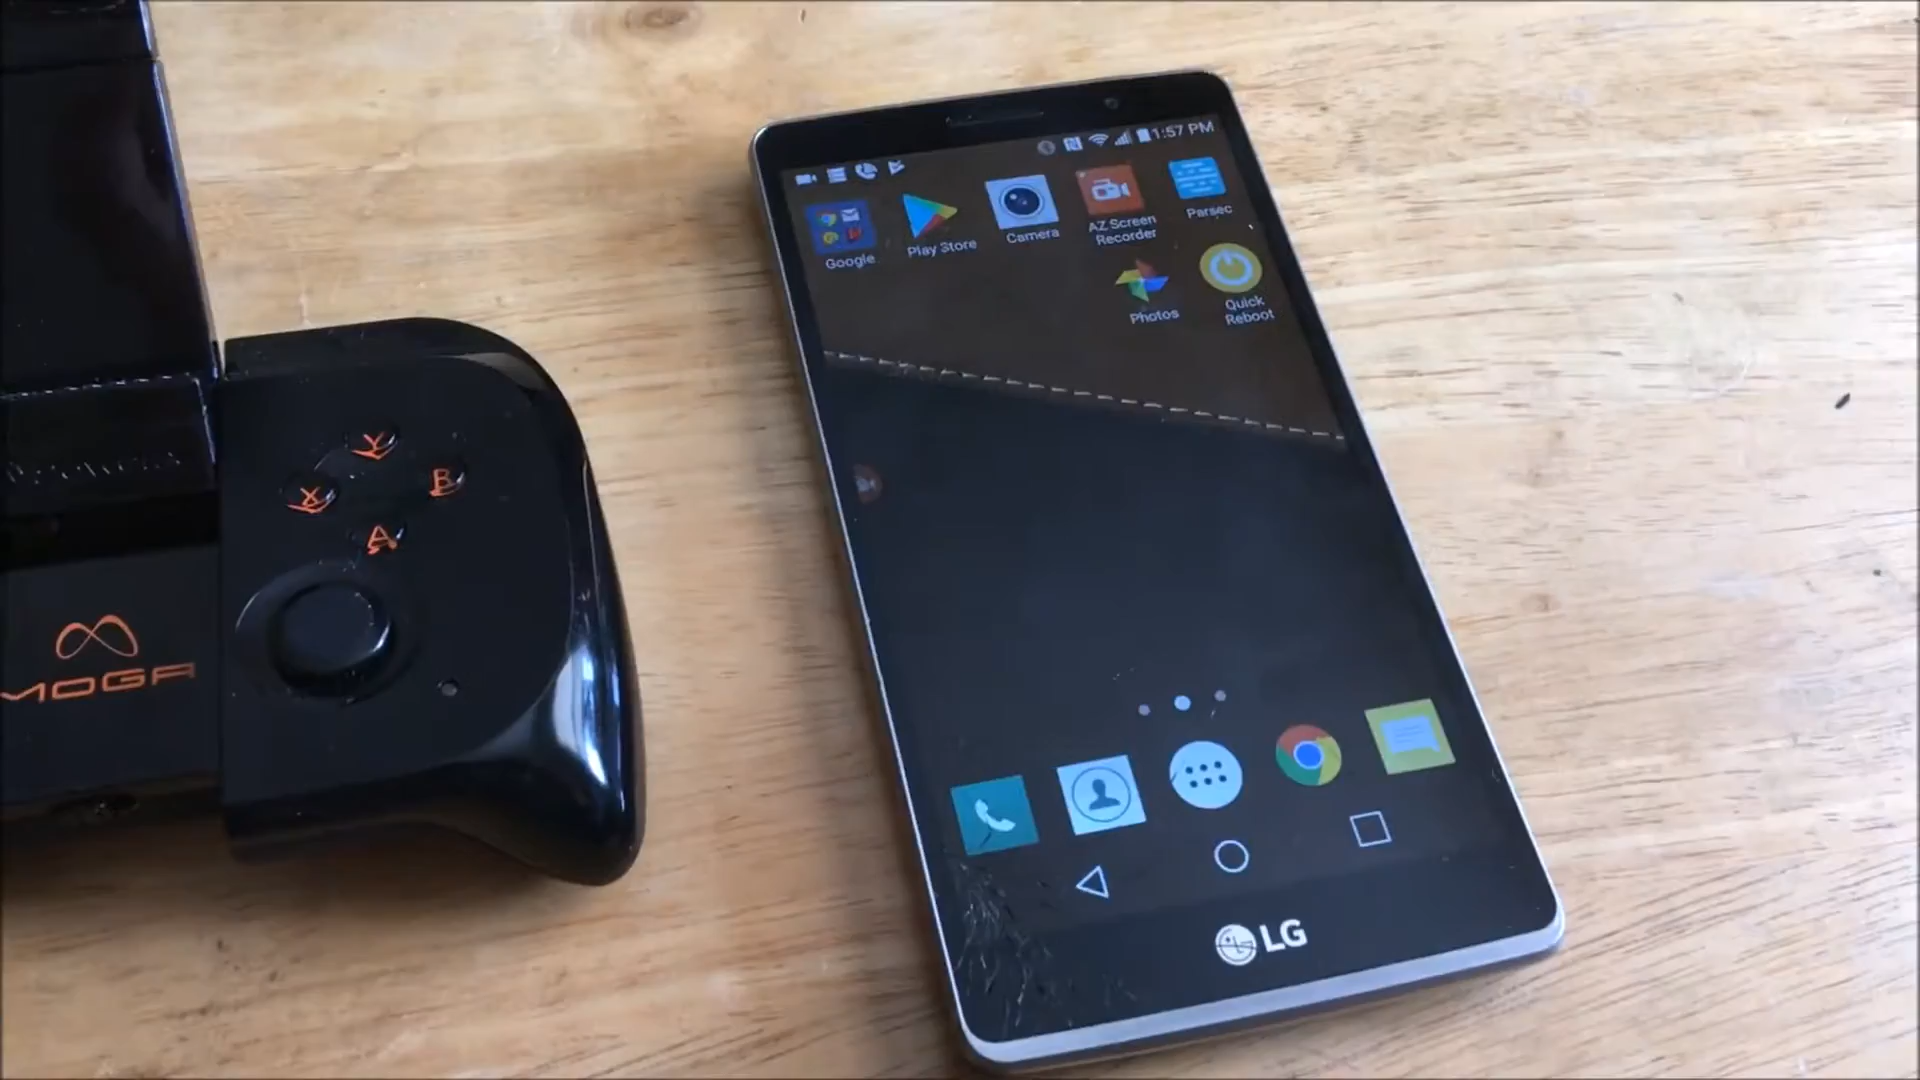 1:57 PM
Google
Play Store
Camera
AZ Screen
Recorder
Parsec
Photos
Quick
Reboot
Y
X
B
A
MOGA
LG